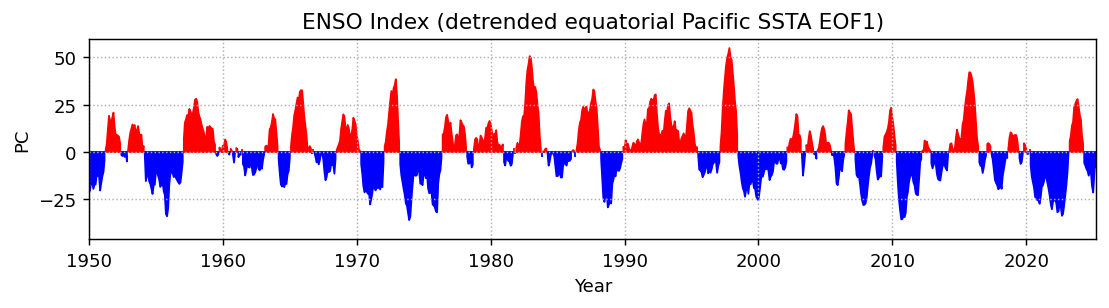 ENSO Index (detrended equatorial Pacific SSTA EOF1)
50
25
0
−25
PC
1950 1960 1970 1980 1990 2000 2010 2020
Year